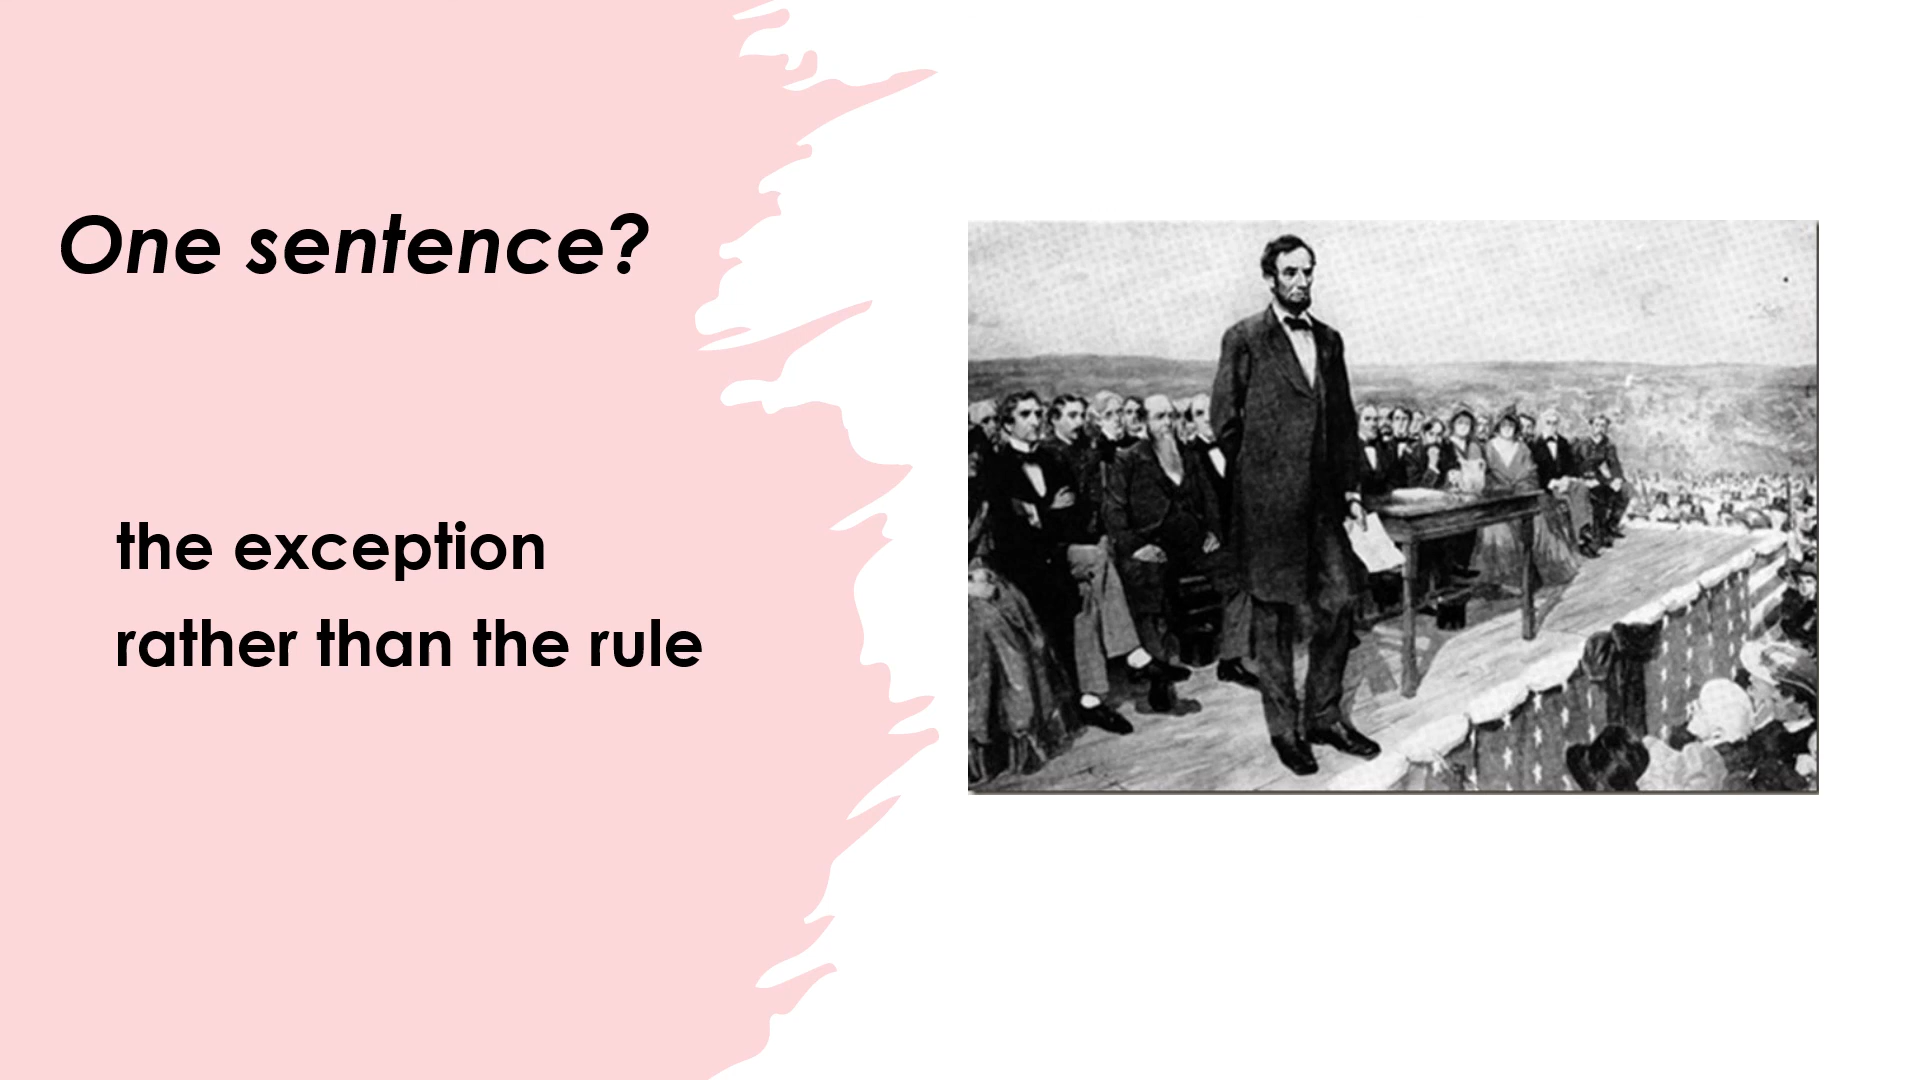 One sentence?
the exception
rather than the rule